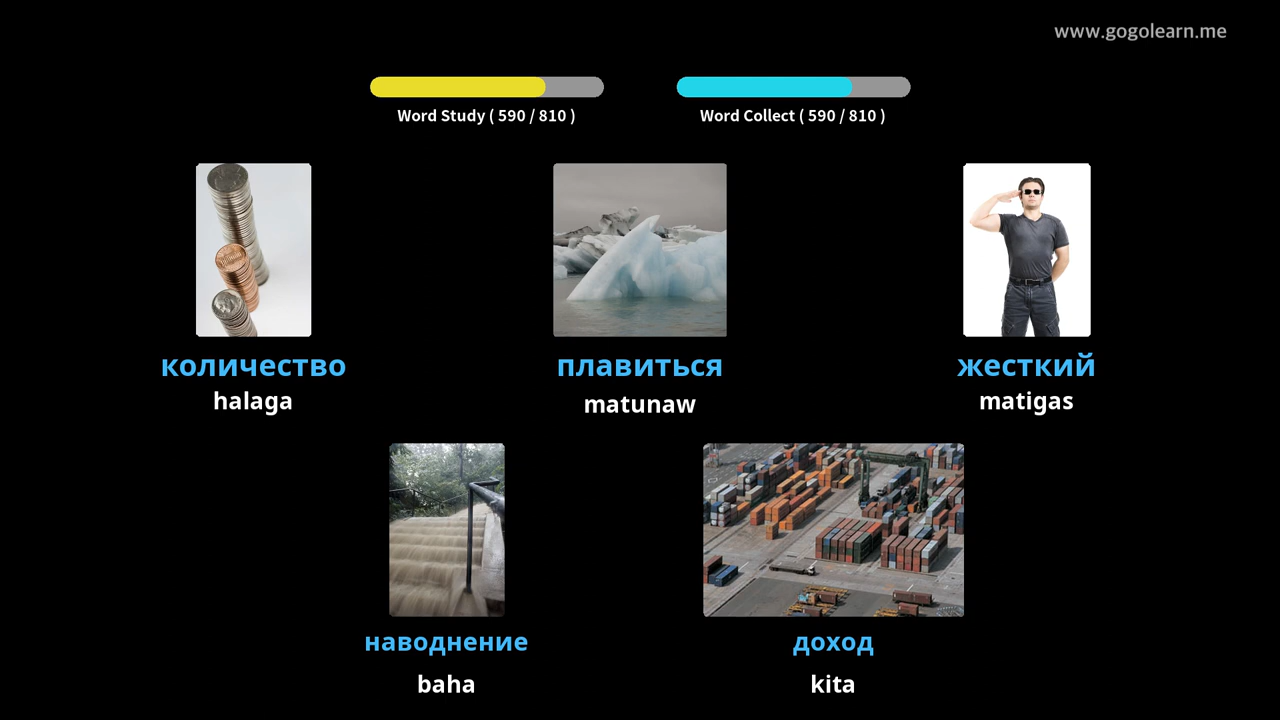 www.gogolearn.me
Word Study ( 590 / 810 )
Word Collect ( 590 / 810 )
количество
halaga
плавиться
matunaw
жесткий
matigas
наводнение
baha
доход
kita